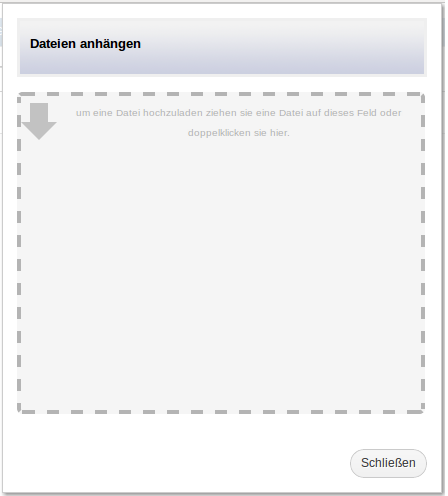 Dateien anhängen
um eine Datei hochzuladen ziehen sie eine Datei auf dieses Feld oder
doppelklicken sie hier.
Schließen